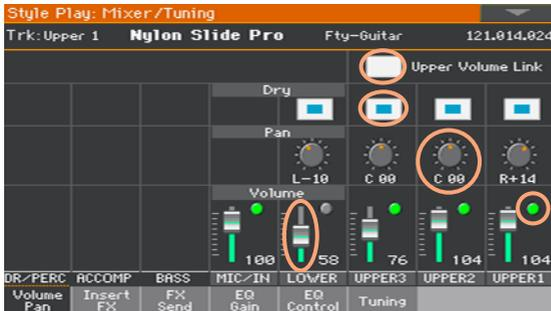 Style Play: Mixer/Tuning
Trk:Upper 1 Nylon Slide Pro Fty-Guitar 121.014.024
Upper Volume Link
Dry
Pan
L-10 C 00 C 00 R+1d
Volume
100 58 76 104 104
DR/PERC ACCOMP BASS MIC/IN LOWER UPPER3 UPPER2 UPPER1
Volume Pan Insert FX FX Send EQ Gain EQ Control Tuning